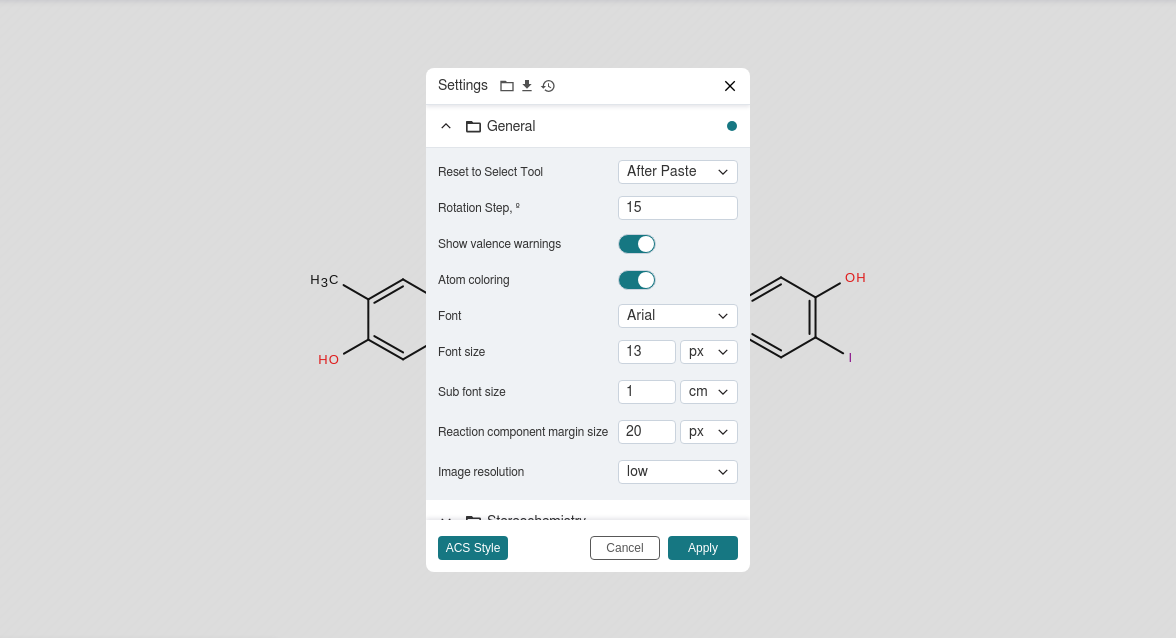 Settings
General
Reset to Select Tool After Paste
Rotation Step, º 15
Show valence warnings
Atom coloring
Font Arial
Font size 13 px
Sub font size 1 cm
Reaction component margin size 20 px
Image resolution low
Stereochemistry
ACS Style Cancel Apply
H3C
HO
OH
I